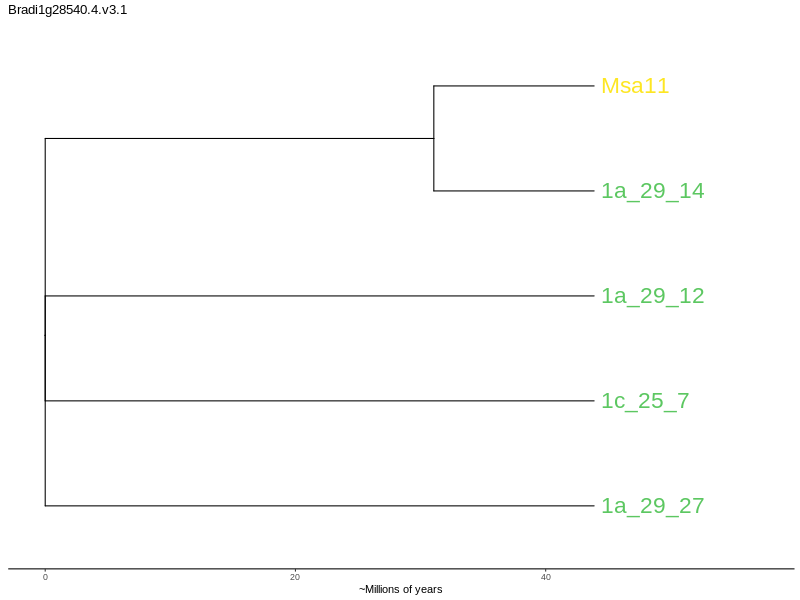 Bradi1g28540.4.v3.1
Msa11
1a_29_14
1a_29_12
1c_25_7
1a_29_27
0 20 40
~Millions of years